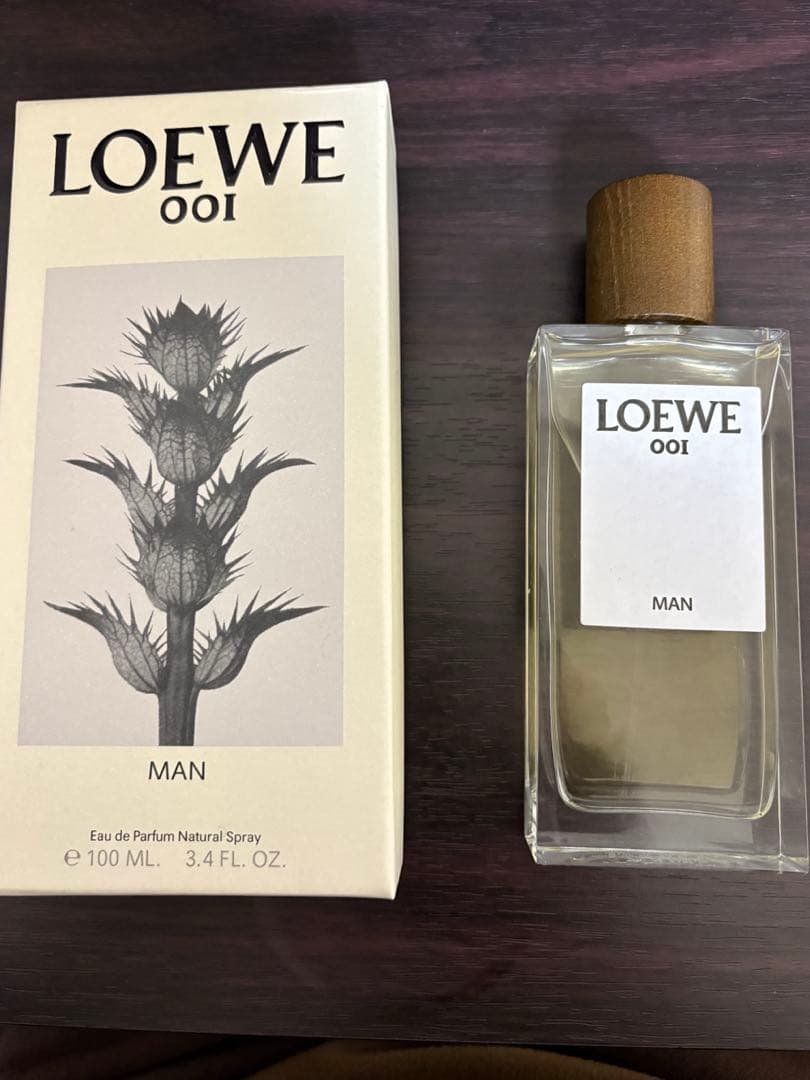 LOEWE
001
MAN
Eau de Parfum Natural Spray
℮ 100 ML. 3.4 FL. OZ.
LOEWE
001
MAN